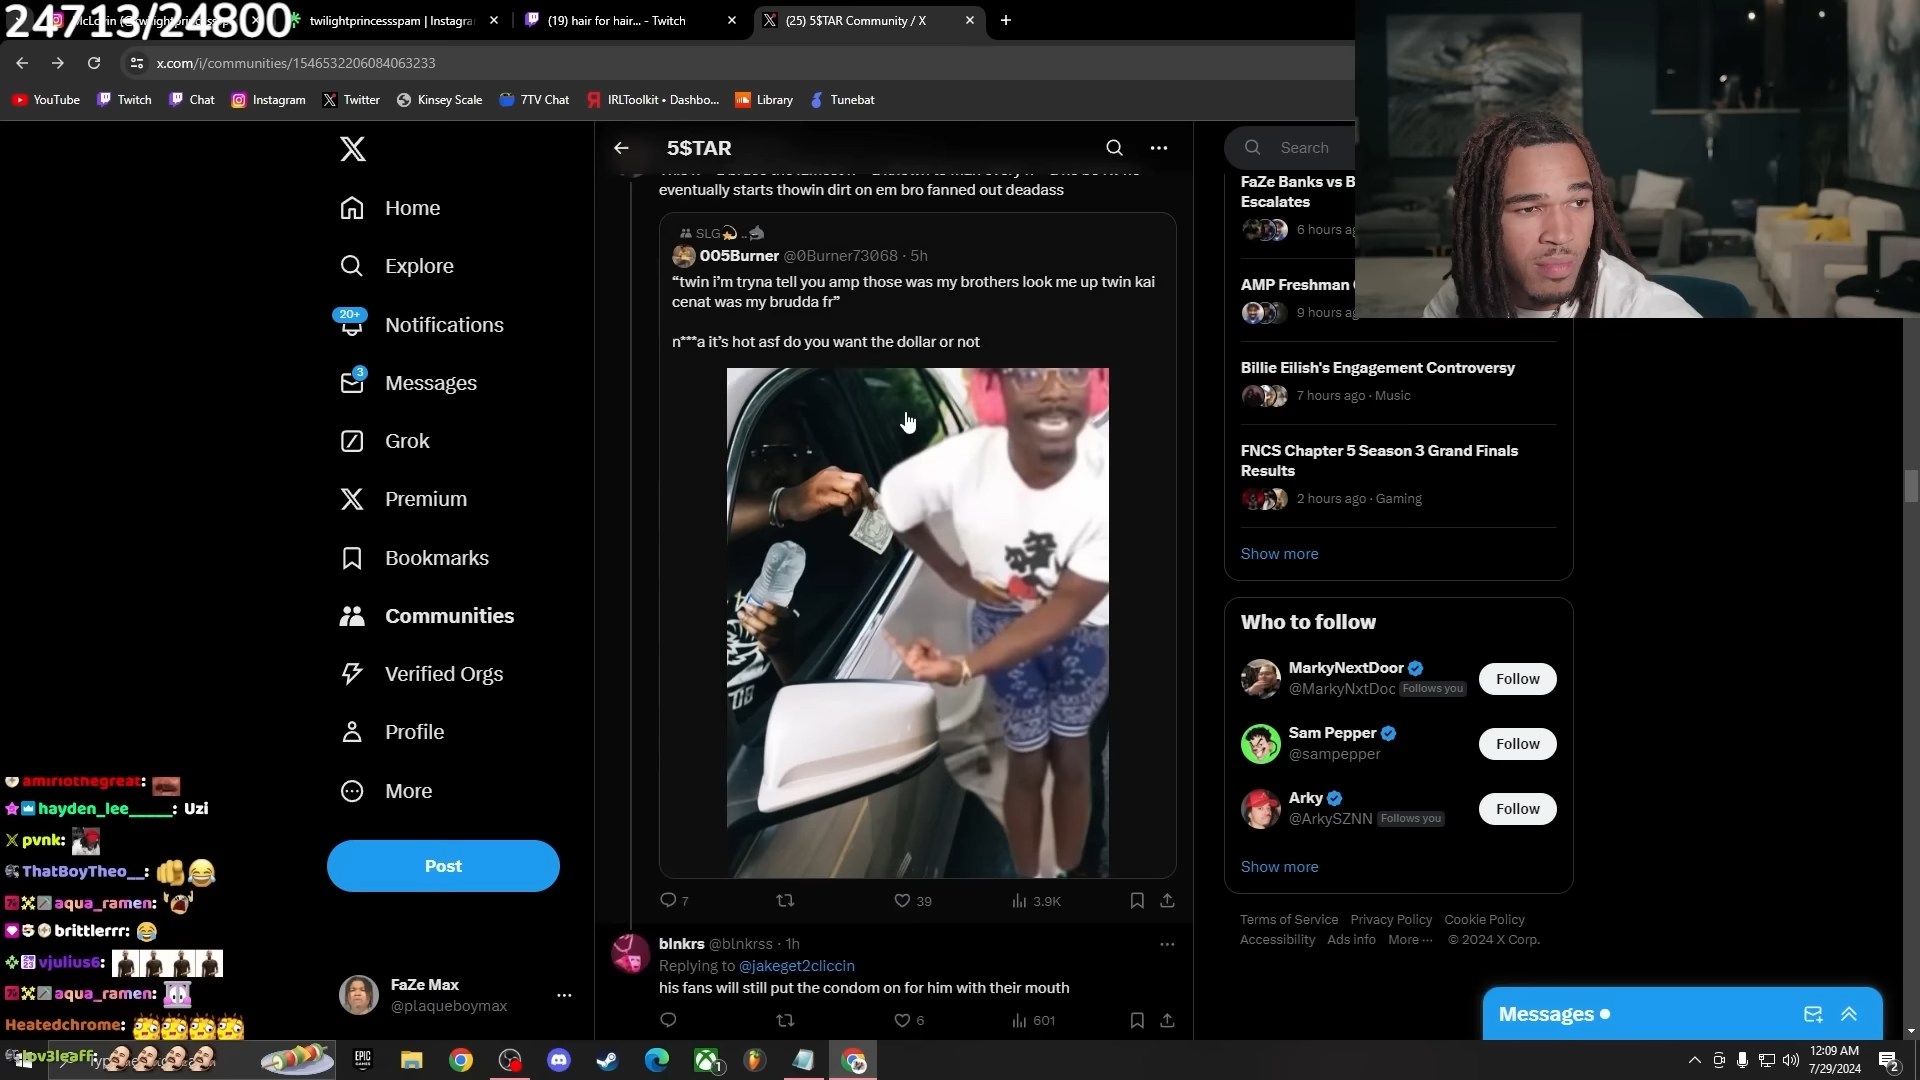 24713/24800
twilightprincessspam | Instagra
(19) hair for hair... - Twitch
(25) 5$TAR Community / X
x.com/i/communities/1546532206084063233
YouTube
Twitch
Chat
Instagram
Twitter
Kinsey Scale
7TV Chat
IRLToolkit • Dashbo...
Library
Tunebat
Home
Explore
20+
Notifications
3
Messages
Grok
Premium
Bookmarks
Communities
Verified Orgs
Profile
More
Post
FaZe Max
@plaqueboymax
5$TAR
eventually starts thowin dirt on em bro fanned out deadass
SLG
005Burner @0Burner73068 · 5h
“twin i’m tryna tell you amp those was my brothers look me up twin kai
cenat was my brudda fr”
n***a it’s hot asf do you want the dollar or not
7
39
3.9K
blnkrs @blnkrss · 1h
Replying to @jakeget2cliccin
his fans will still put the condom on for him with their mouth
6
601
Search
FaZe Banks vs B
Escalates
6 hours ag
AMP Freshman
9 hours ag
Billie Eilish's Engagement Controversy
7 hours ago · Music
FNCS Chapter 5 Season 3 Grand Finals
Results
2 hours ago · Gaming
Show more
Who to follow
MarkyNextDoor
@MarkyNxtDoc Follows you
Follow
Sam Pepper
@sampepper
Follow
Arky
@ArkySZNN Follows you
Follow
Show more
Terms of Service Privacy Policy Cookie Policy
Accessibility Ads info More ··· © 2024 X Corp.
Messages
amiriothegreat:
hayden_lee_____: Uzi
pvnk:
ThatBoyTheo__:
aqua_ramen:
brittlerrr:
vjulius6:
aqua_ramen:
Heatedchrome:
EPIC
GAMES
1
12:09 AM
7/29/2024
2